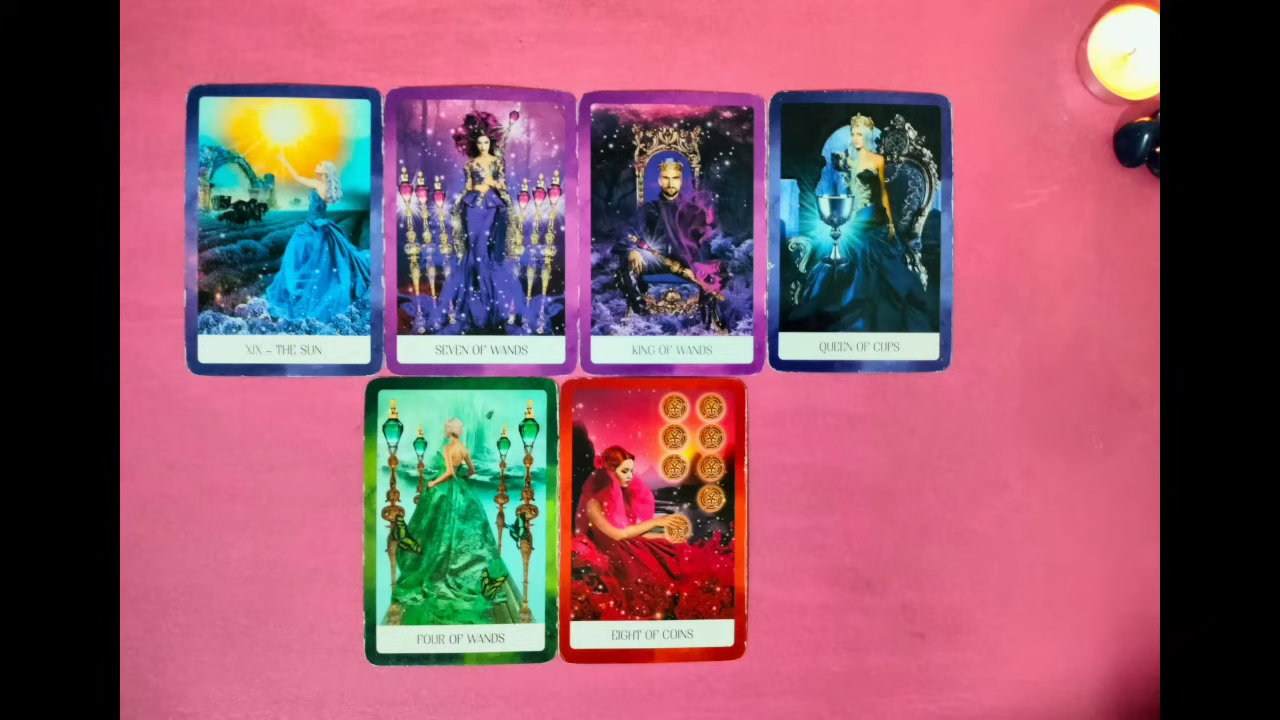 XIX – THE SUN
SEVEN OF WANDS
KING OF WANDS
QUEEN OF CUPS
FOUR OF WANDS
EIGHT OF COINS